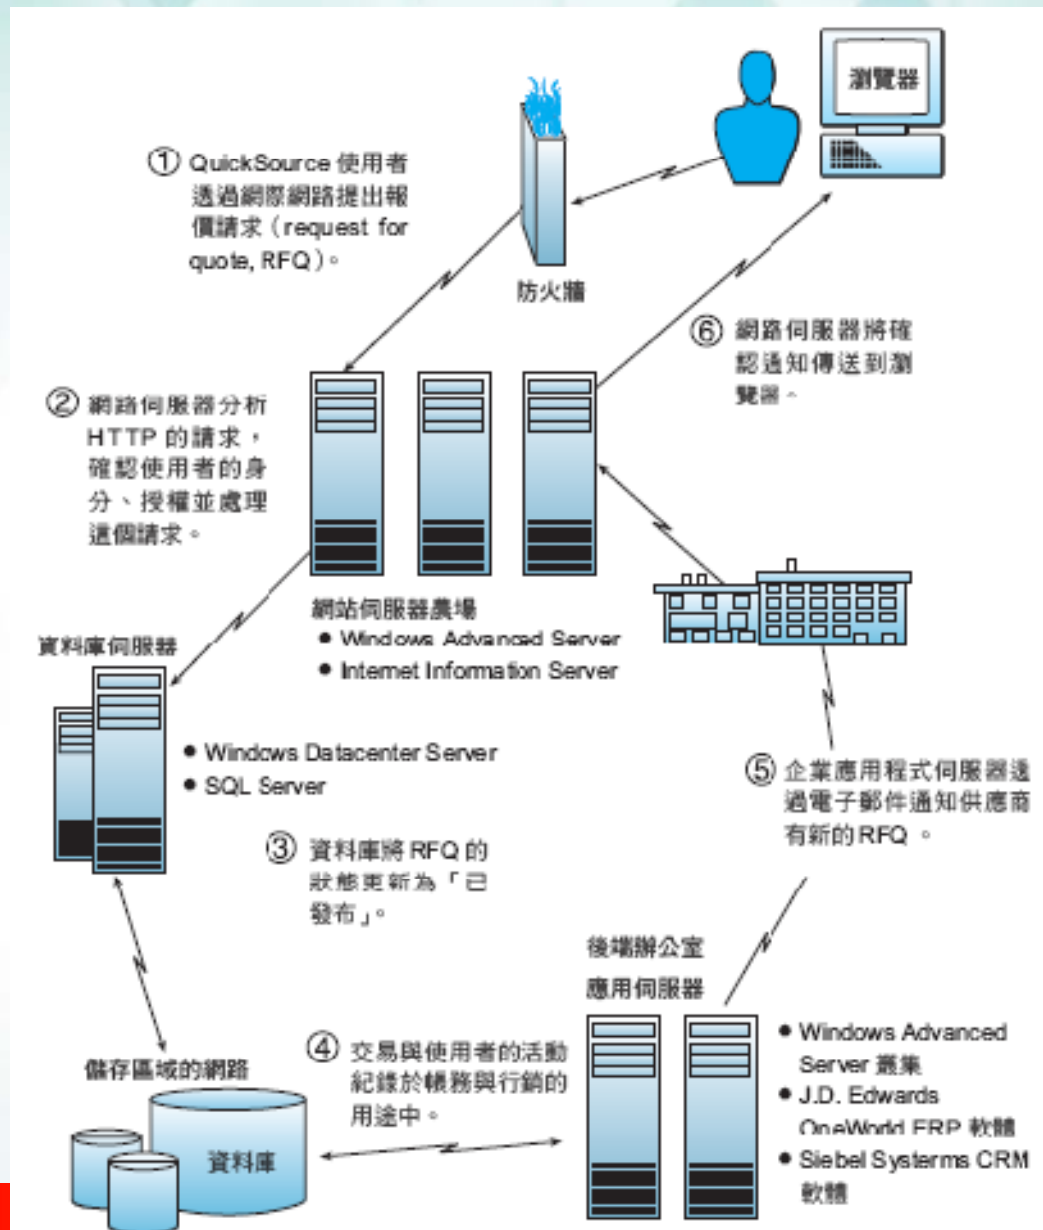 瀏覽器
① QuickSource 使用者
透過網際網路提出報
價請求（request for
quote, RFQ）。
防火牆
⑥ 網路伺服器將確
認通知傳送到瀏
覽器。
② 網路伺服器分析
HTTP 的請求，
確認使用者的身
分、授權並處理
這個請求。
網站伺服器農場
● Windows Advanced Server
● Internet Information Server
資料庫伺服器
● Windows Datacenter Server
● SQL Server
⑤ 企業應用程式伺服器透
過電子郵件通知供應商
有新的 RFQ 。
③ 資料庫將 RFQ 的
狀態更新為「已
發布」。
後端辦公室
應用伺服器
● Windows Advanced
Server 叢集
● J.D. Edwards
OneWorld ERP 軟體
● Siebel Systerms CRM
軟體
④ 交易與使用者的活動
紀錄於帳務與行銷的
用途中。
儲存區域的網路
資料庫